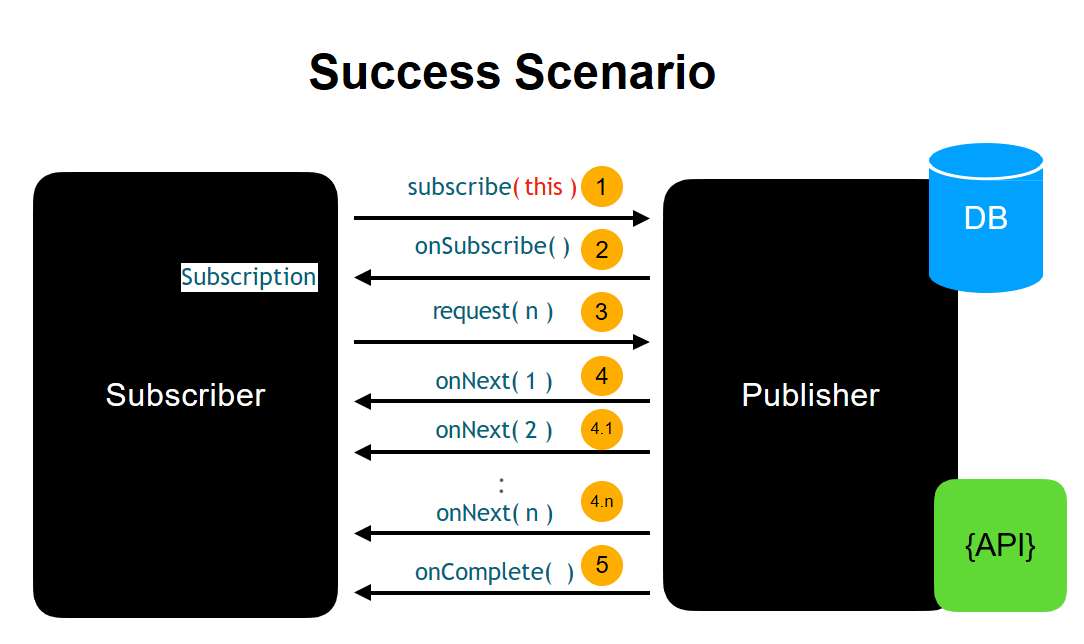 Success Scenario
subscribe( this ) 1
onSubscribe( ) 2
Subscription
request( n ) 3
onNext( 1 ) 4
onNext( 2 ) 4.1
:
onNext( n ) 4.n
onComplete( ) 5
Subscriber
Publisher
DB
{API}